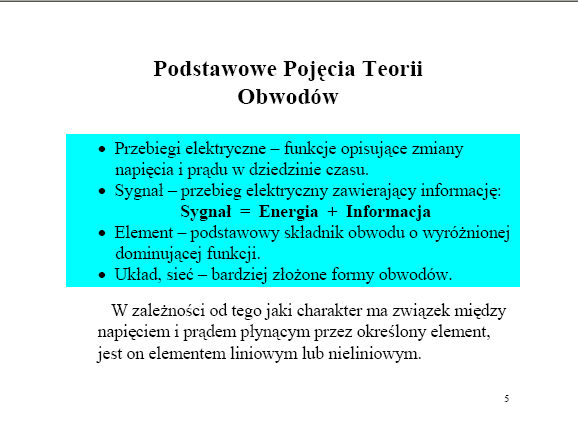 Podstawowe Pojęcia Teorii
Obwodów
• Przebiegi elektryczne – funkcje opisujące zmiany
napięcia i prądu w dziedzinie czasu.
• Sygnał – przebieg elektryczny zawierający informację:
Sygnał = Energia + Informacja
• Element – podstawowy składnik obwodu o wyróżnionej
dominującej funkcji.
• Układ, sieć – bardziej złożone formy obwodów.
W zależności od tego jaki charakter ma związek między
napięciem i prądem płynącym przez określony element,
jest on elementem liniowym lub nieliniowym.
5